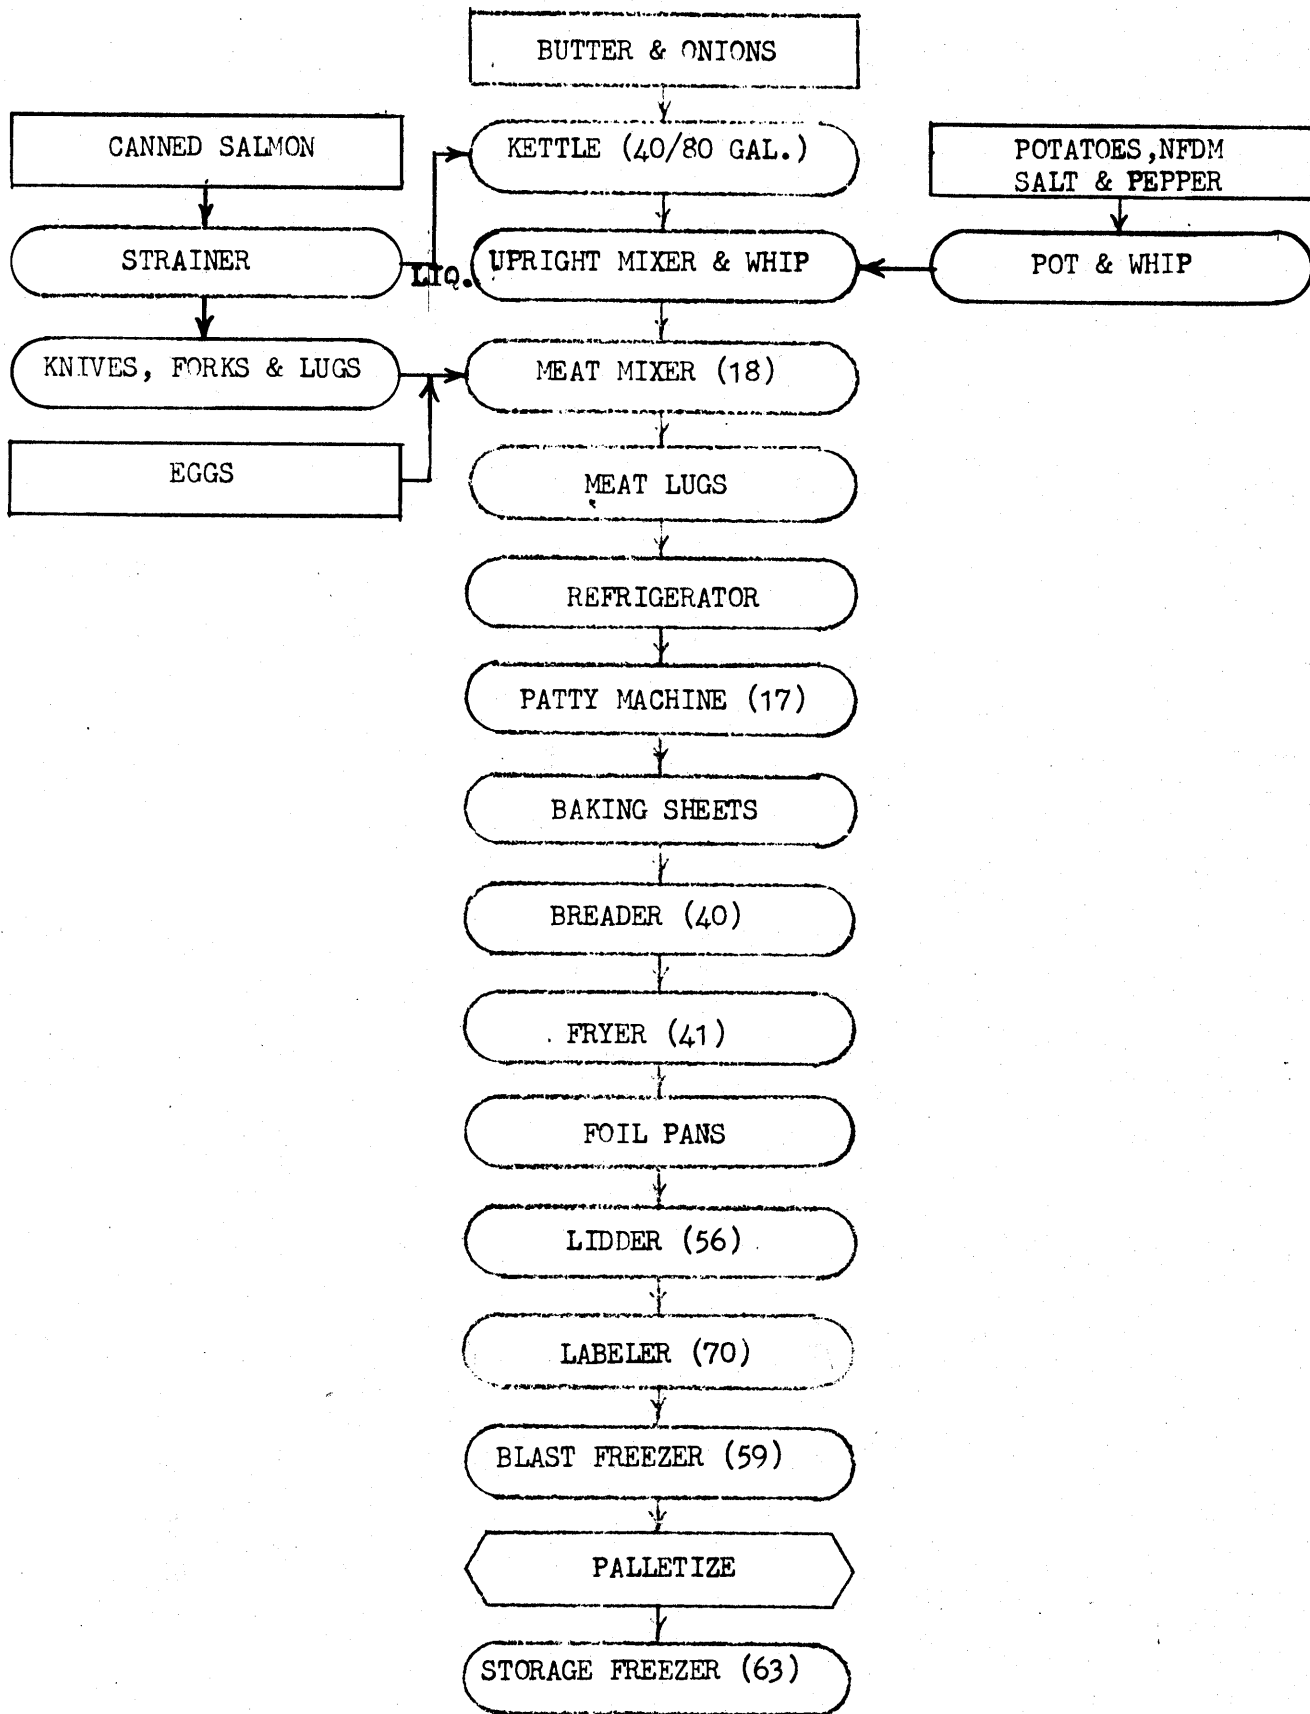 BUTTER & ONIONS
CANNED SALMON
KETTLE (40/80 GAL.)
POTATOES,NFDM
SALT & PEPPER
STRAINER
LIQ.
UPRIGHT MIXER & WHIP
POT & WHIP
KNIVES, FORKS & LUGS
MEAT MIXER (18)
EGGS
MEAT LUGS
REFRIGERATOR
PATTY MACHINE (17)
BAKING SHEETS
BREADER (40)
FRYER (41)
FOIL PANS
LIDDER (56)
LABELER (70)
BLAST FREEZER (59)
PALLETIZE
STORAGE FREEZER (63)